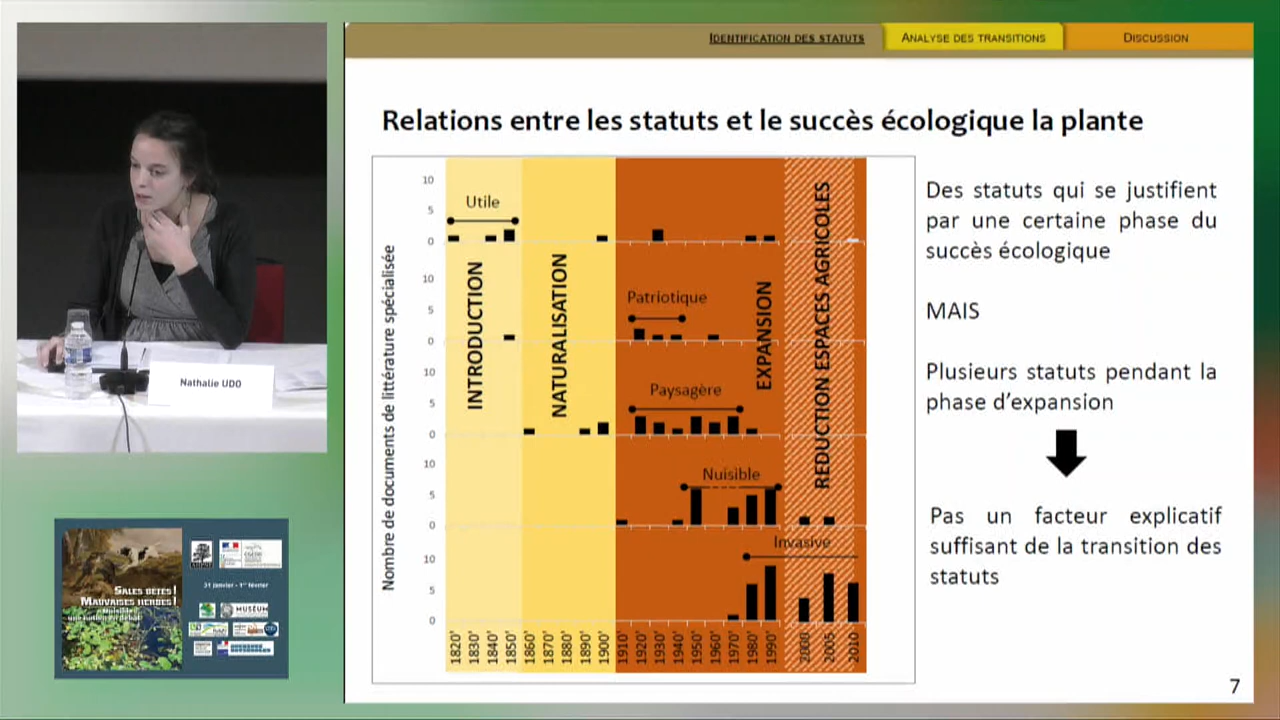 IDENTIFICATION DES STATUTS
ANALYSE DES TRANSITIONS
DISCUSSION
Relations entre les statuts et le succès écologique la plante
Nombre de documents de littérature spécialisée
10
5
0
10
5
0
10
5
0
10
5
0
10
5
0
Utile
Patriotique
Paysagère
Nuisible
Invasive
INTRODUCTION
NATURALISATION
EXPANSION
REDUCTION ESPACES AGRICOLES
1820'
1830'
1840'
1850'
1860'
1870'
1880'
1890'
1900'
1910'
1920'
1930'
1940'
1950'
1960'
1970'
1980'
1990'
2000
2005
2010
Des statuts qui se justifient
par une certaine phase du
succès écologique
MAIS
Plusieurs statuts pendant la
phase d'expansion
Pas un facteur explicatif
suffisant de la transition des
statuts
7
Nathalie UDO
SALES BÊTES!
MAUVAISES HERBES!
31 janvier - 1er février
MUSÉUM